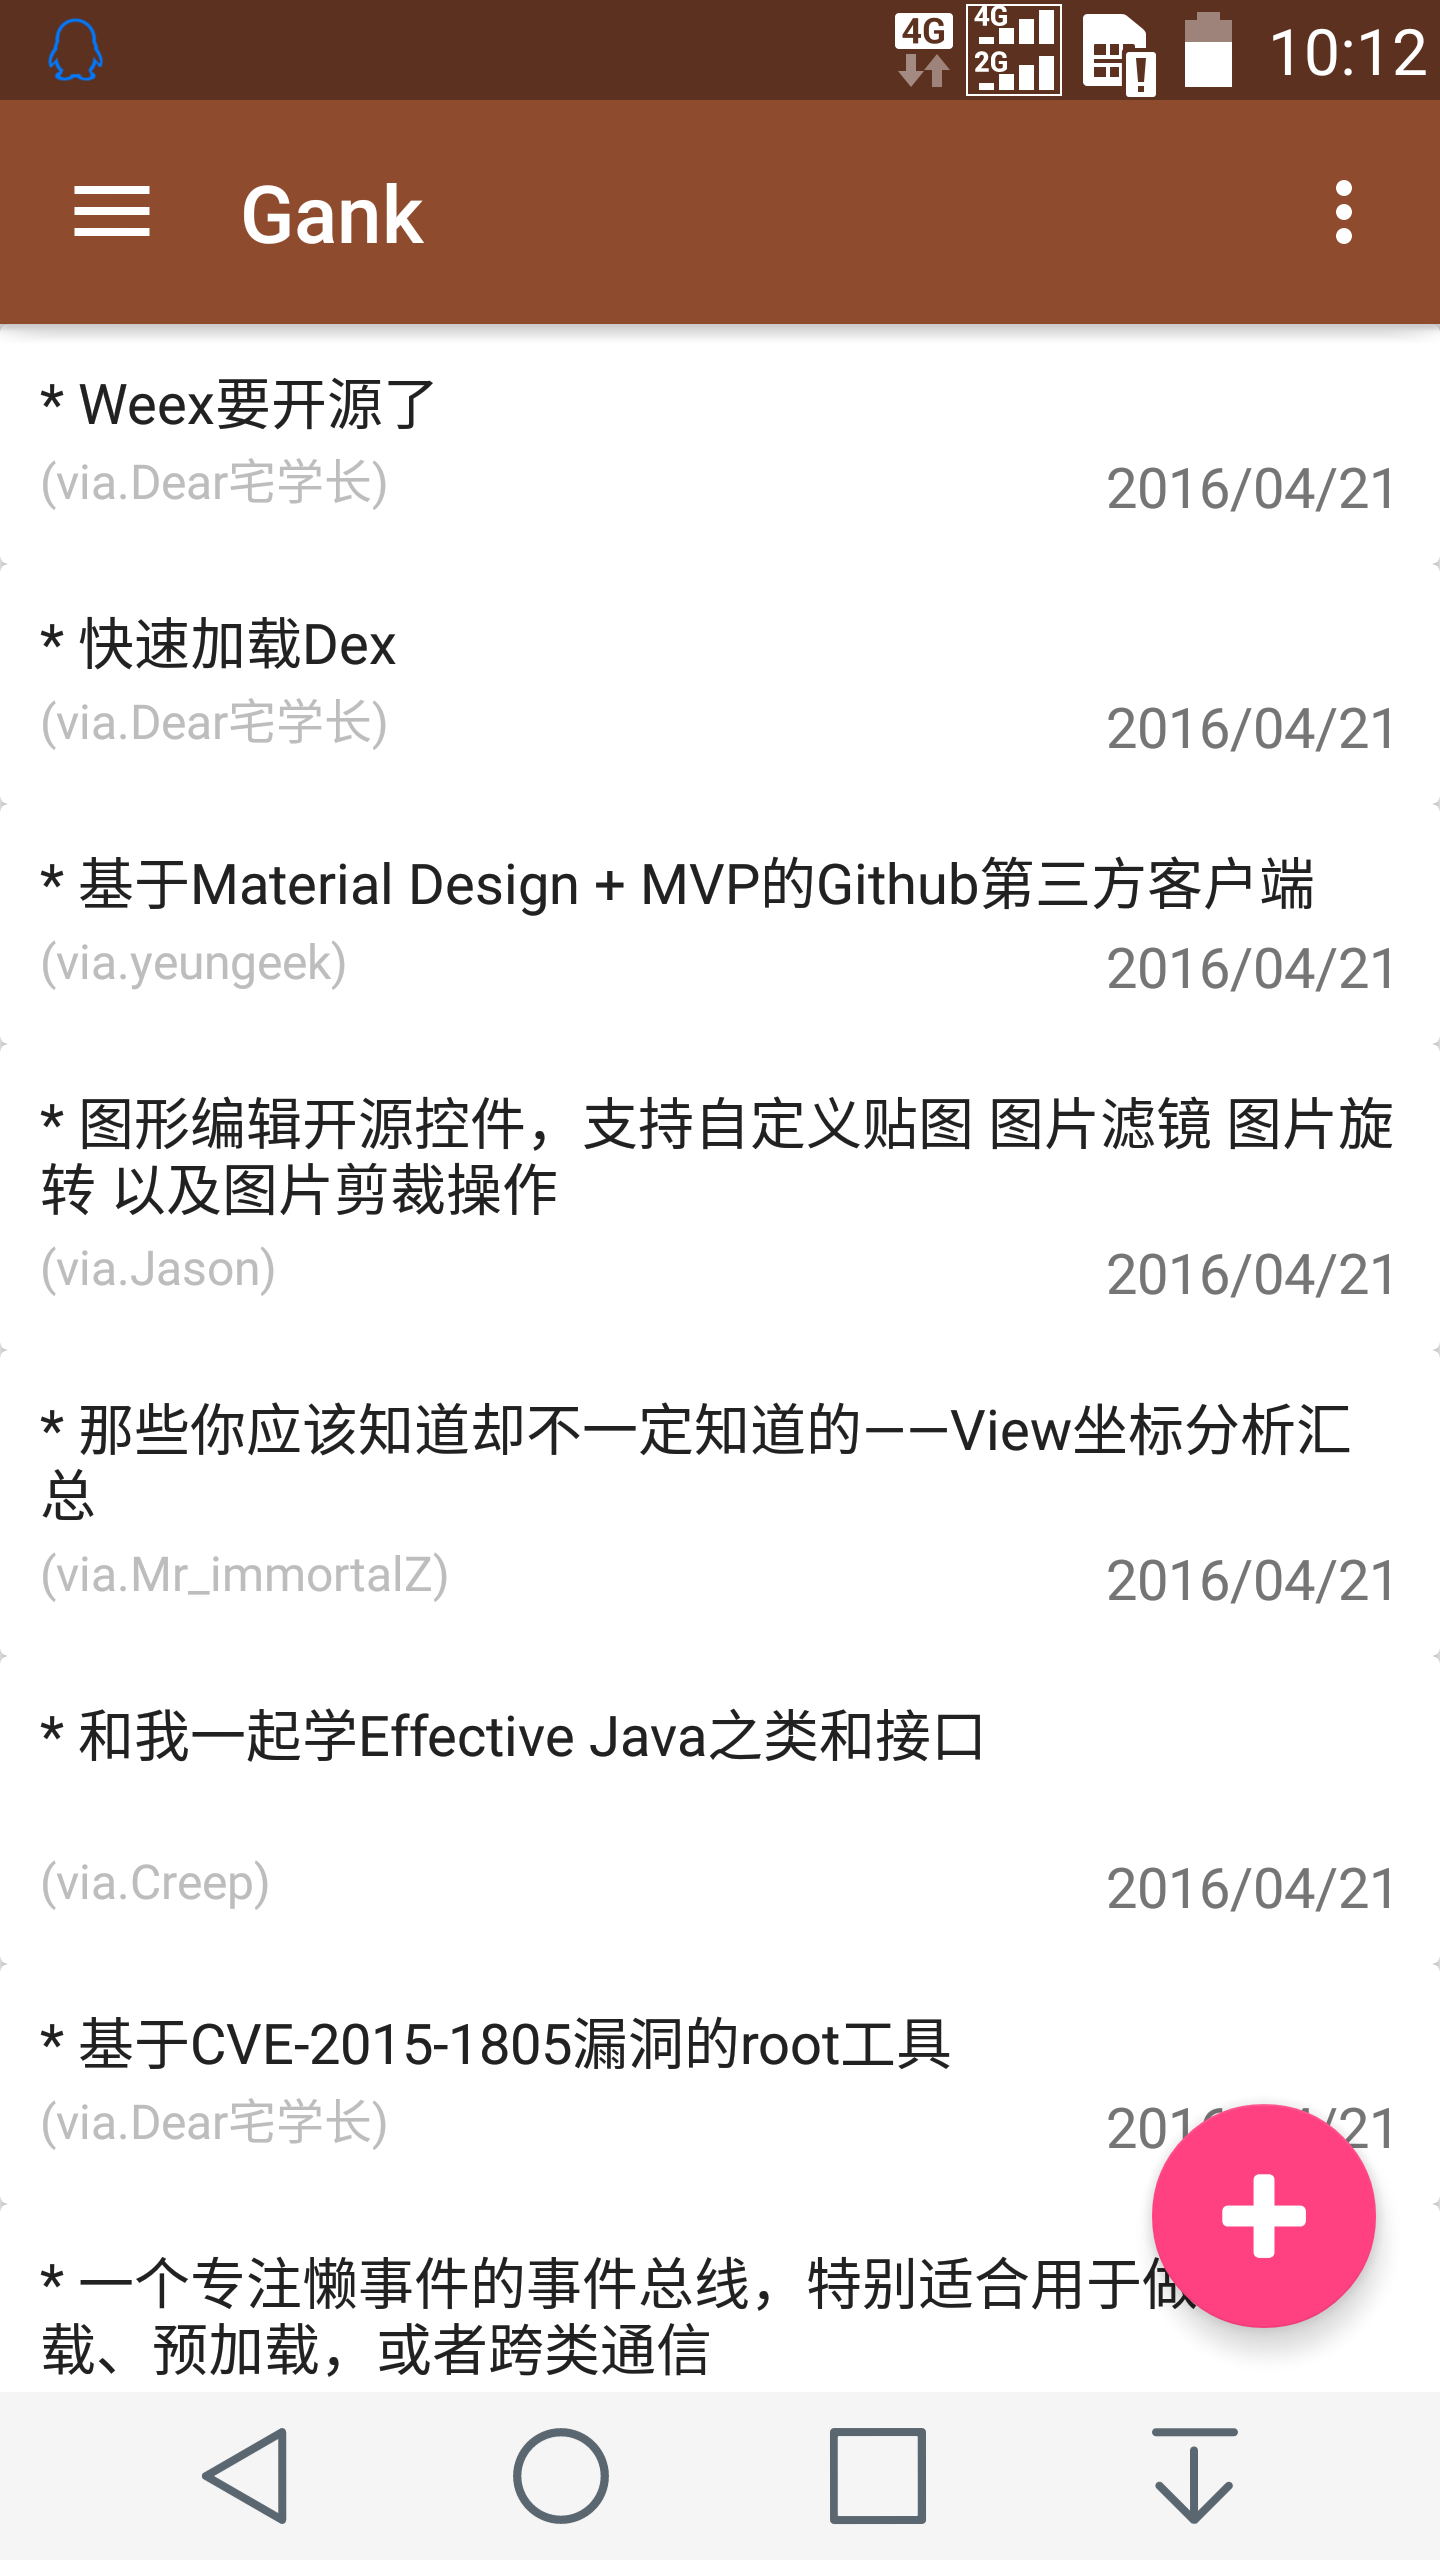 4G 4G 2G 10:12
Gank
* Weex要开源了
(via.Dear宅学长) 2016/04/21
* 快速加载Dex
(via.Dear宅学长) 2016/04/21
* 基于Material Design + MVP的Github第三方客户端
(via.yeungeek) 2016/04/21
* 图形编辑开源控件，支持自定义贴图 图片滤镜 图片旋
转 以及图片剪裁操作
(via.Jason) 2016/04/21
* 那些你应该知道却不一定知道的——View坐标分析汇
总
(via.Mr_immortalZ) 2016/04/21
* 和我一起学Effective Java之类和接口
(via.Creep) 2016/04/21
* 基于CVE-2015-1805漏洞的root工具
(via.Dear宅学长)
* 一个专注懒事件的事件总线，特别适合用于做
载、预加载，或者跨类通信